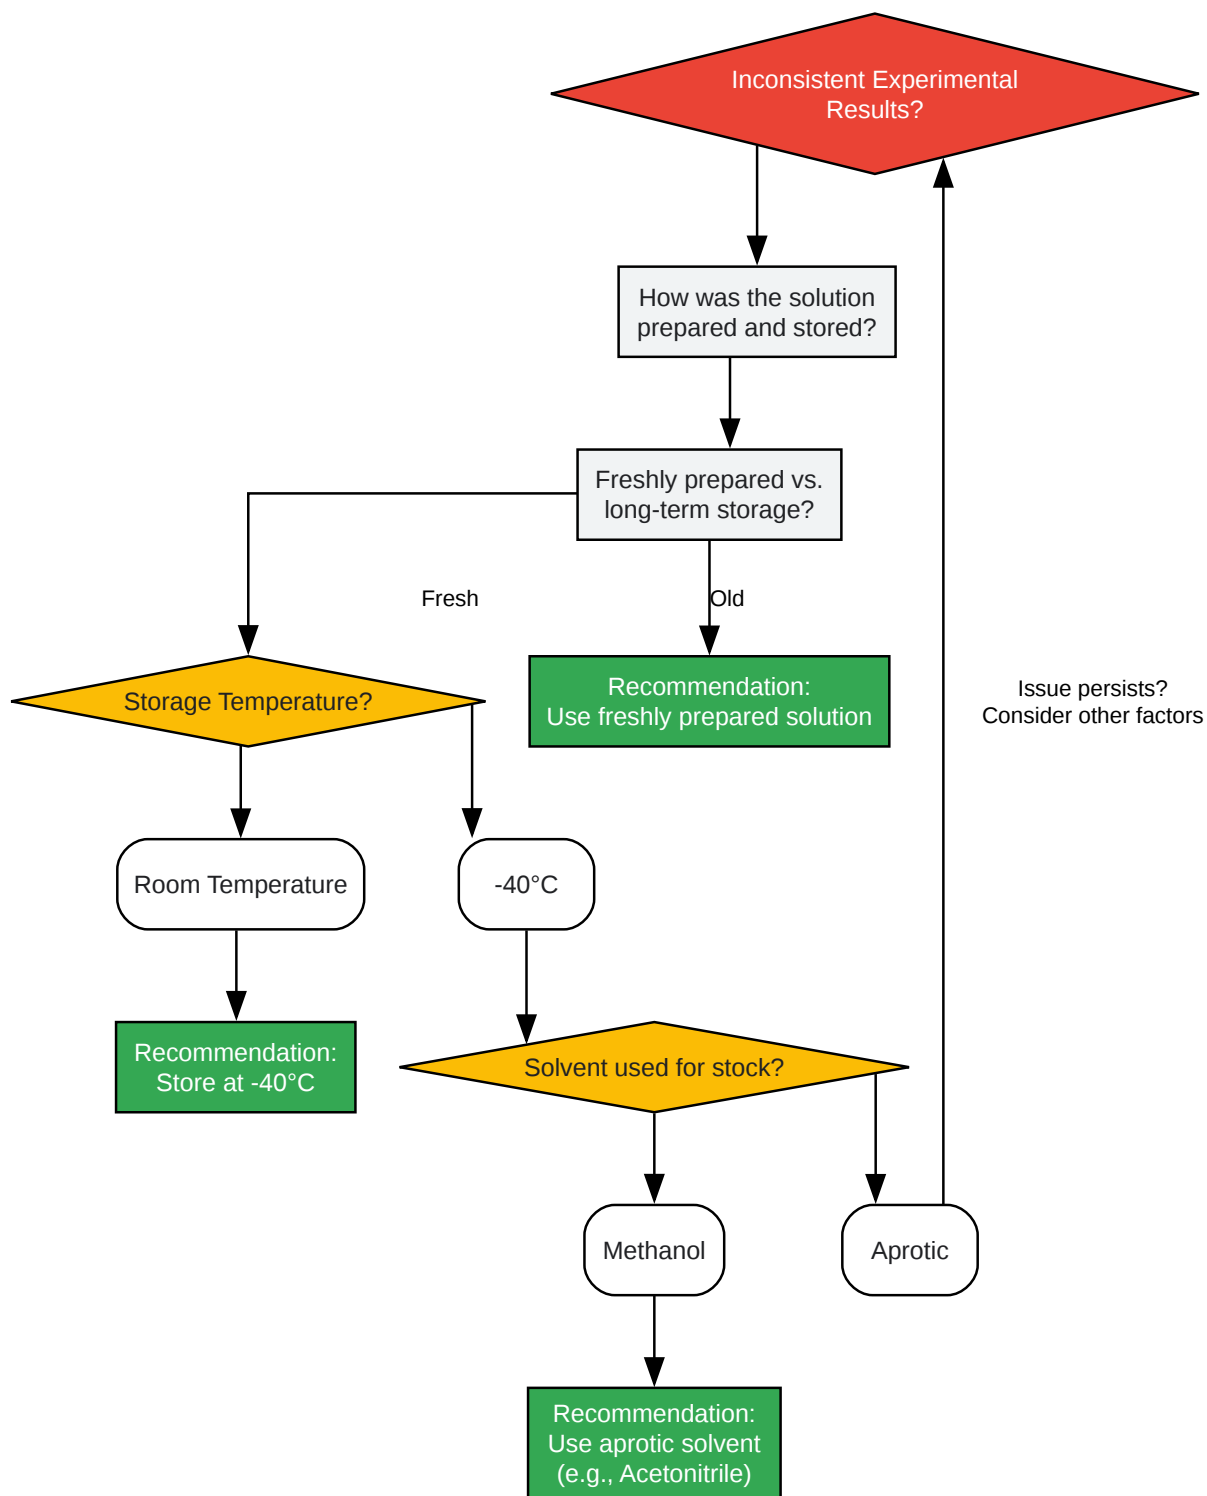 Inconsistent Experimental
Results?
How was the solution
prepared and stored?
Freshly prepared vs.
long-term storage?
Fresh
Old
Storage Temperature?
Recommendation:
Use freshly prepared solution
Issue persists?
Consider other factors
Room Temperature
-40°C
Recommendation:
Store at -40°C
Solvent used for stock?
Methanol
Aprotic
Recommendation:
Use aprotic solvent
(e.g., Acetonitrile)